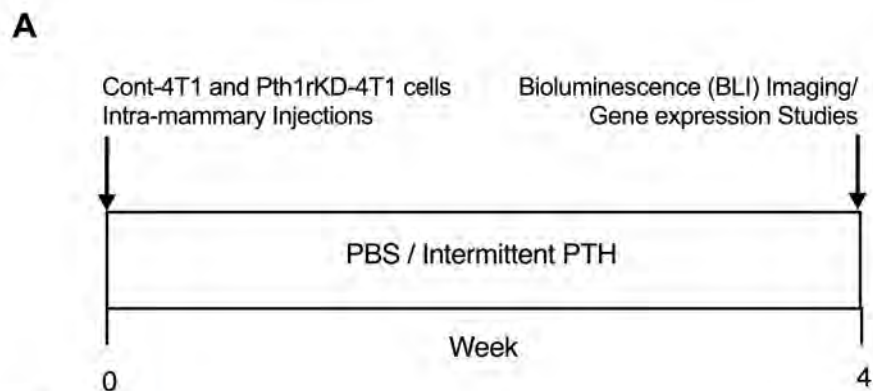 A
Cont-4T1 and Pth1rKD-4T1 cells
Intra-mammary Injections
Bioluminescence (BLI) Imaging/
Gene expression Studies
PBS / Intermittent PTH
Week
0
4